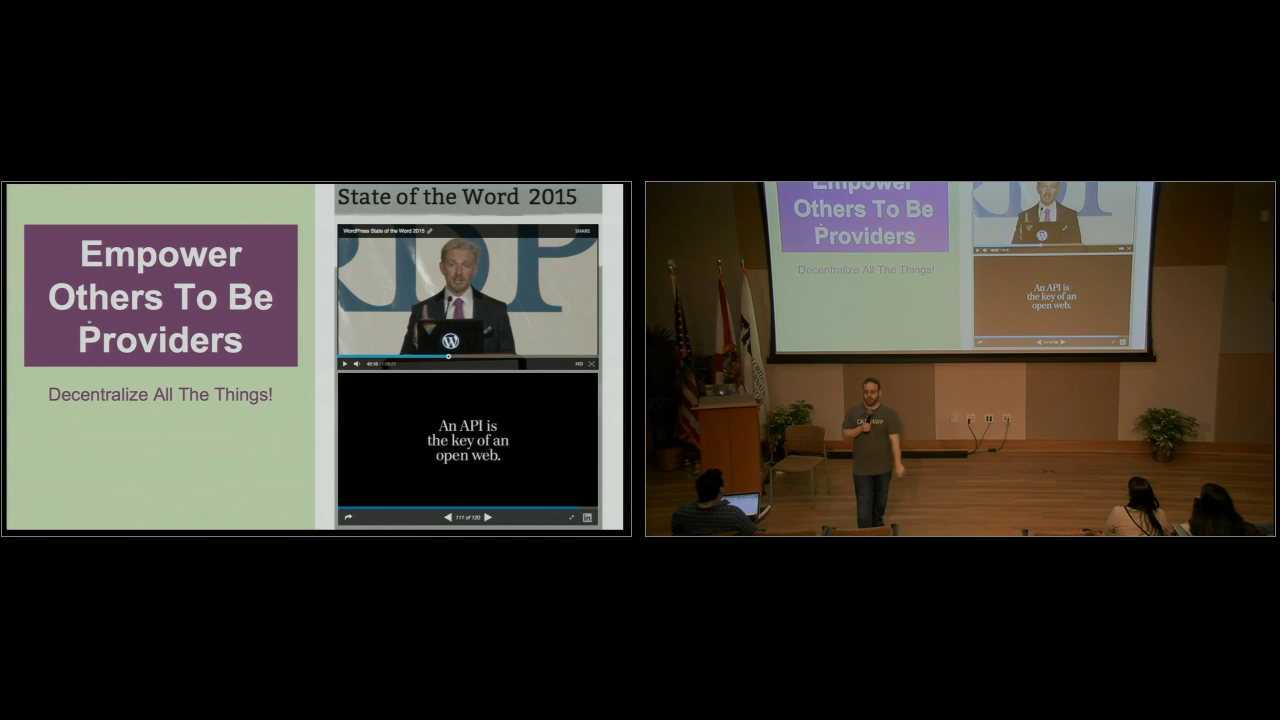 Empower
Others To Be
Providers
Decentralize All The Things!
State of the Word 2015
WordPress State of the Word 2015
SHARE
HD
An API is
the key of an
open web.
111 of 120
Empower
Others To Be
Providers
Decentralize All The Things!
An API is
the key of an
open web.